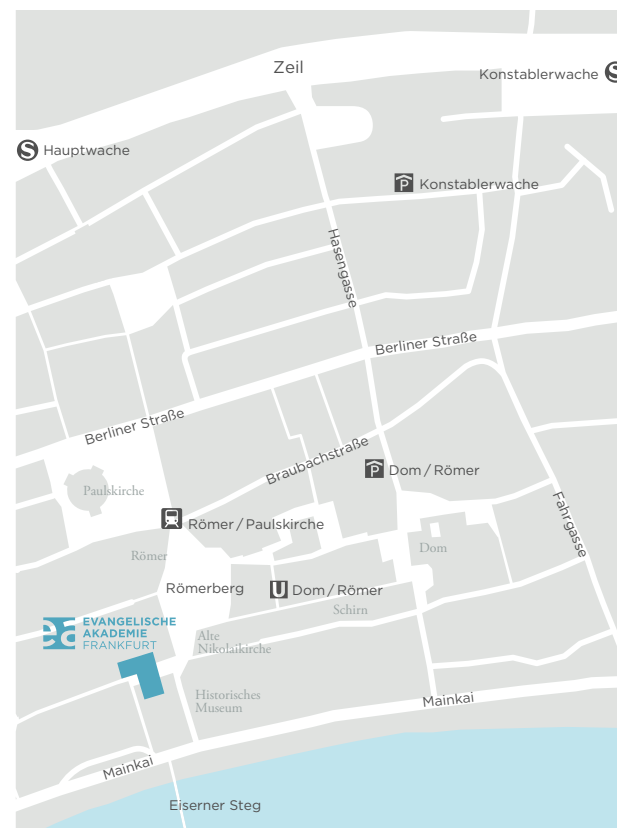 Zeil
Konstablerwache S
S Hauptwache
P Konstablerwache
Hasengasse
Berliner Straße
Berliner Straße
Braubachstraße
P Dom / Römer
Paulskirche
Fahrgasse
Römer / Paulskirche
Dom
Römer
Römerberg
U Dom / Römer
Schirn
ea EVANGELISCHE
AKADEMIE
FRANKFURT
Alte
Nikolaikirche
Historisches
Museum
Mainkai
Mainkai
Eiserner Steg